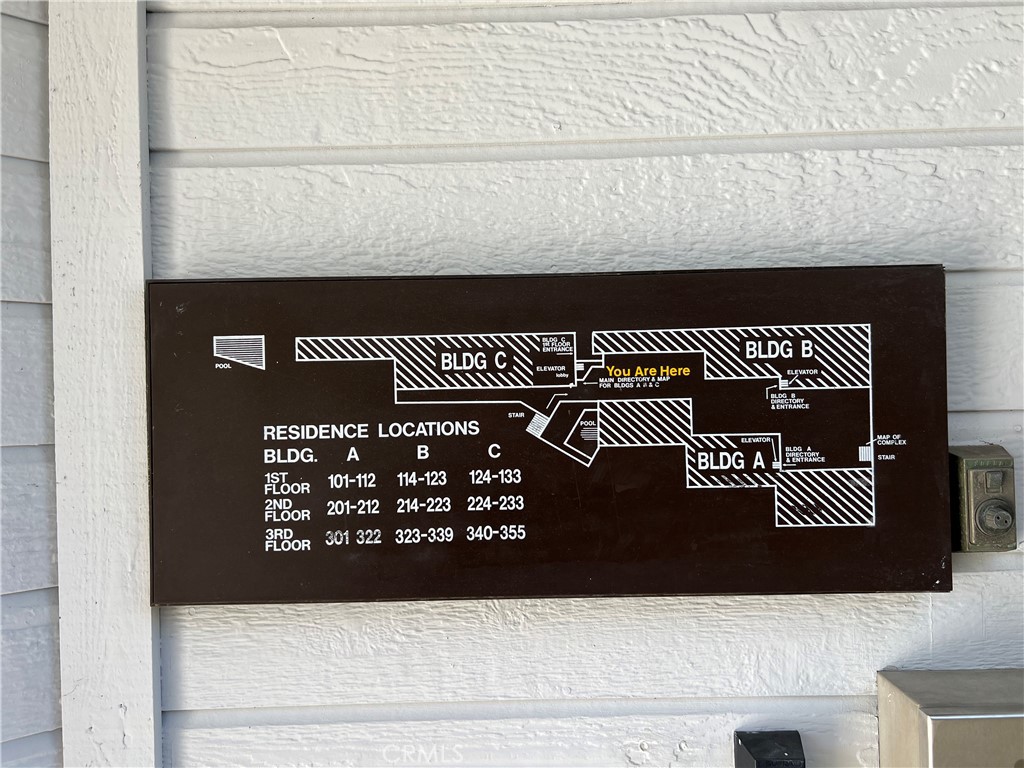 POOL
BLDG C
BLDG C
1ST FLOOR
ENTRANCE
ELEVATOR
lobby
You Are Here
MAIN DIRECTORY & MAP
FOR BLDGS A B & C
BLDG B
ELEVATOR
BLDG B
DIRECTORY
& ENTRANCE
STAIR
POOL
BLDG A
ELEVATOR
BLDG A
DIRECTORY
& ENTRANCE
MAP OF
COMPLEX
STAIR
RESIDENCE LOCATIONS
BLDG. A B C
1ST FLOOR 101-112 114-123 124-133
2ND FLOOR 201-212 214-223 224-233
3RD FLOOR 301 322 323-339 340-355
CRMLS